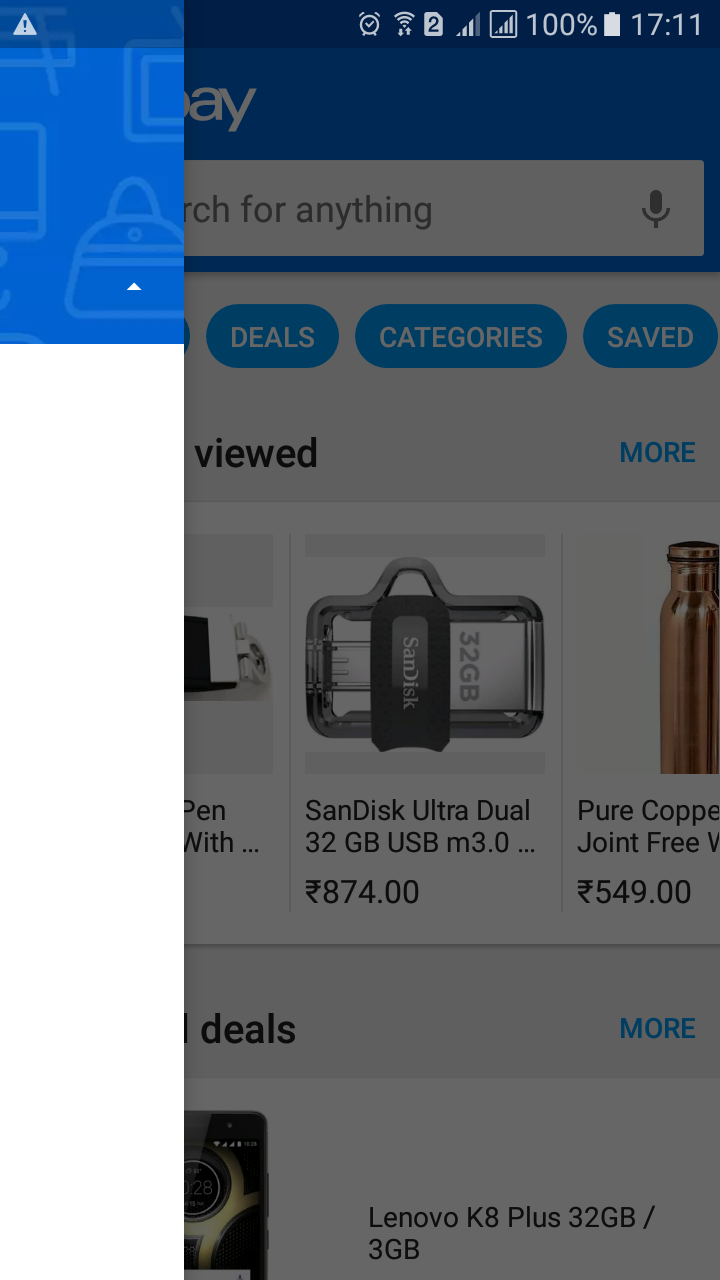 2 100% 17:11
bay
rch for anything
DEALS CATEGORIES SAVED
viewed MORE
SanDisk 32GB
Pen
With ...
SanDisk Ultra Dual
32 GB USB m3.0 ...
₹874.00
Pure Coppe
Joint Free W
₹549.00
l deals MORE
Lenovo K8 Plus 32GB /
3GB